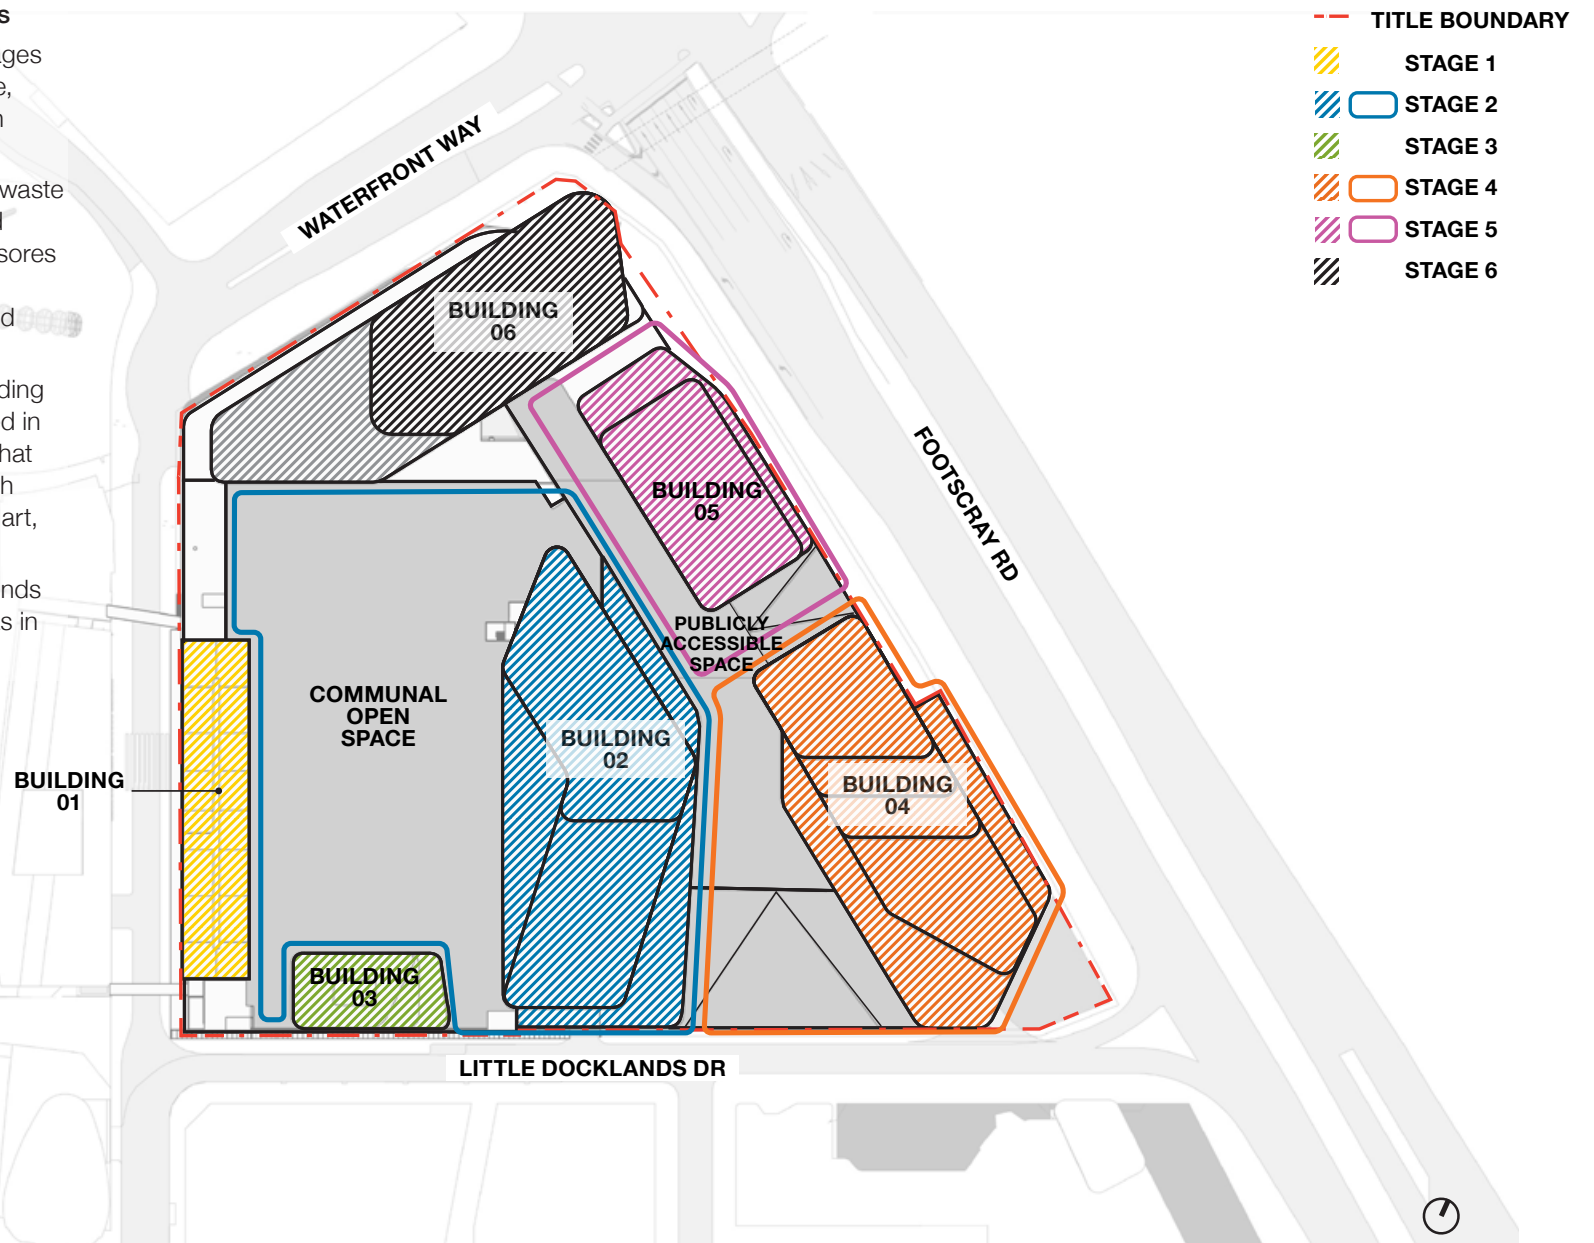 s
ges
e,
n
waste
d
sores
d
ding
d in
hat
h
art,
nds
s in
TITLE BOUNDARY
STAGE 1
STAGE 2
STAGE 3
STAGE 4
STAGE 5
STAGE 6
WATERFRONT WAY
FOOTSCRAY RD
BUILDING
06
BUILDING
05
PUBLICLY
ACCESSIBLE
SPACE
COMMUNAL
OPEN
SPACE
BUILDING
02
BUILDING
04
BUILDING
01
BUILDING
03
LITTLE DOCKLANDS DR